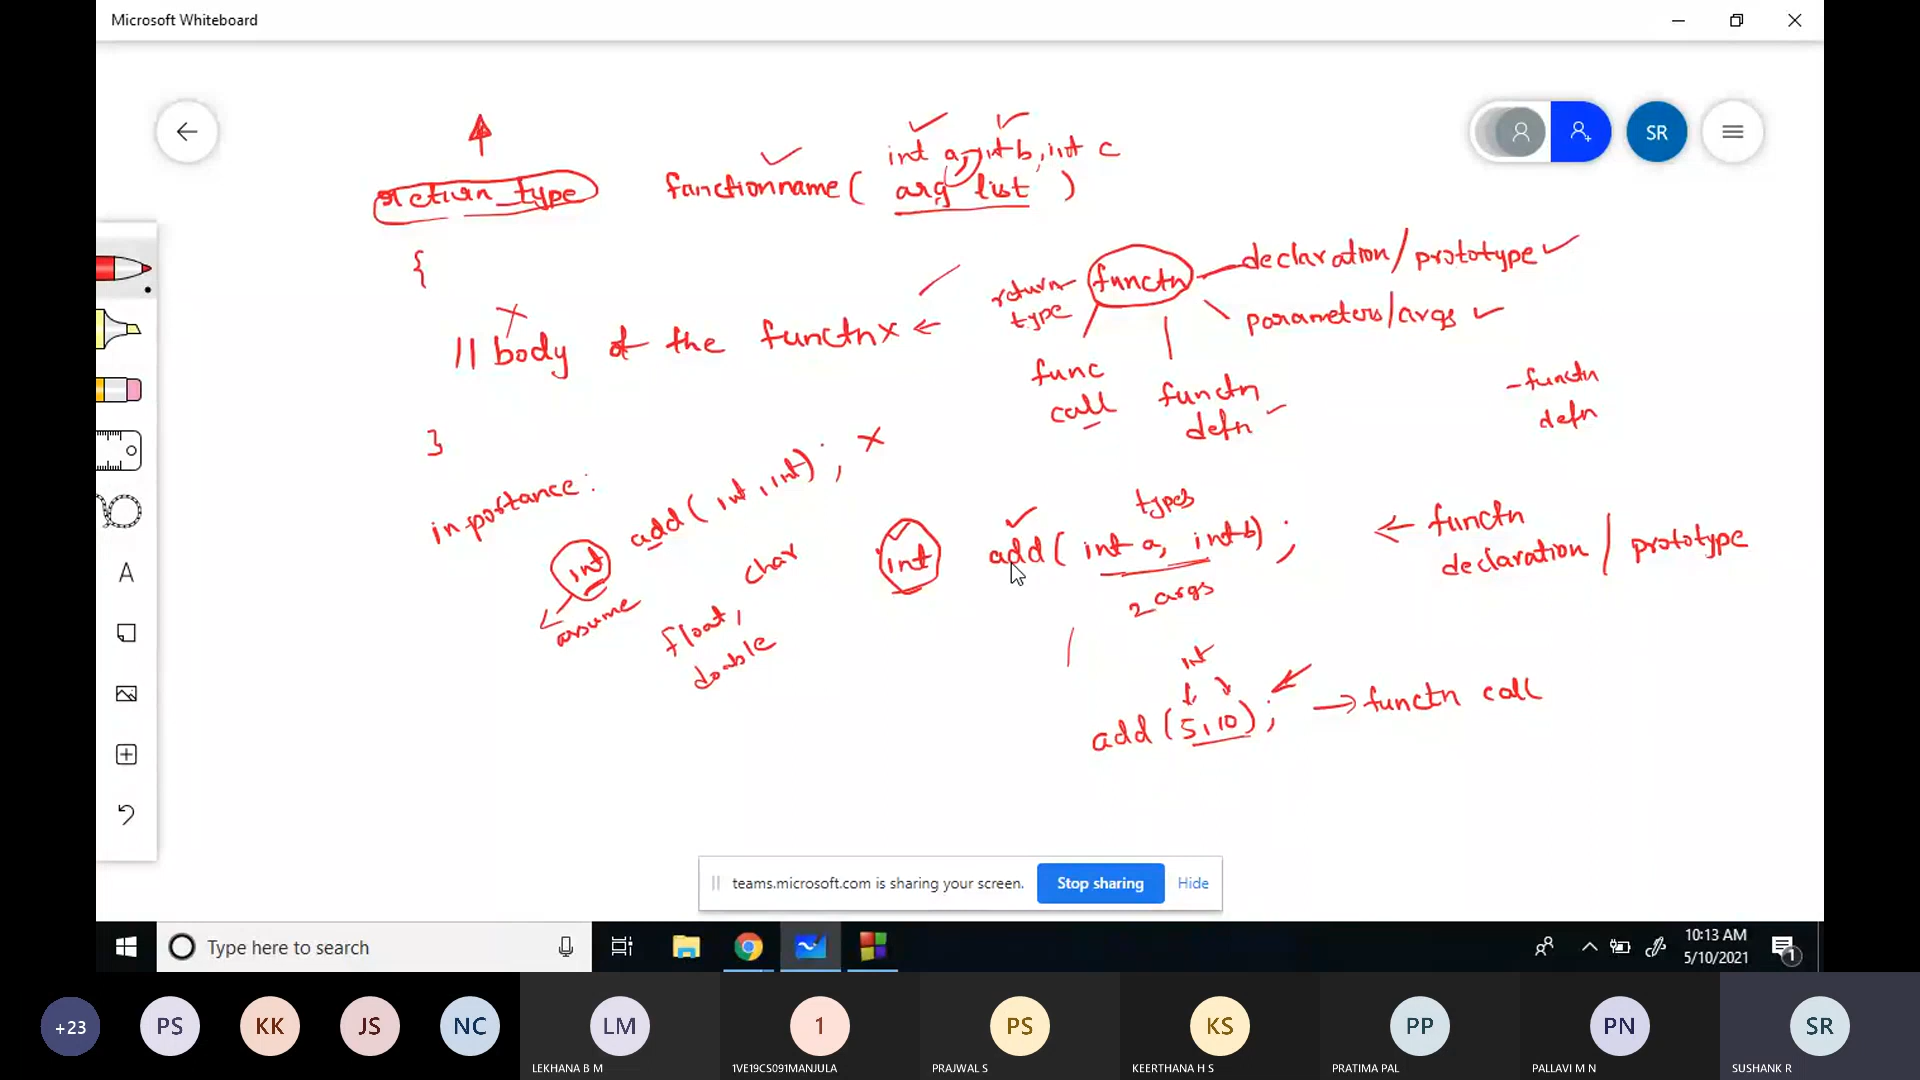 Microsoft Whiteboard
SR
int a, int b, int c
return_type functionname ( arg list )
{
// body of the functn x ←
}
return type
functn
declaration/prototype
parameters/args
func call
functn defn
- functn defn
importance:
add( int, int); x
int
assume
float, char
double
types
int add( int a, int b);
2 args
← functn
declaration / prototype
int
add (5,10); → functn call
teams.microsoft.com is sharing your screen. Stop sharing Hide
Type here to search
10:13 AM
5/10/2021
1
+23 PS KK JS NC LM 1 PS KS PP PN SR
LEKHANA B M 1VE19CS091MANJULA PRAJWAL S KEERTHANA H S PRATIMA PAL PALLAVI M N SUSHANK R